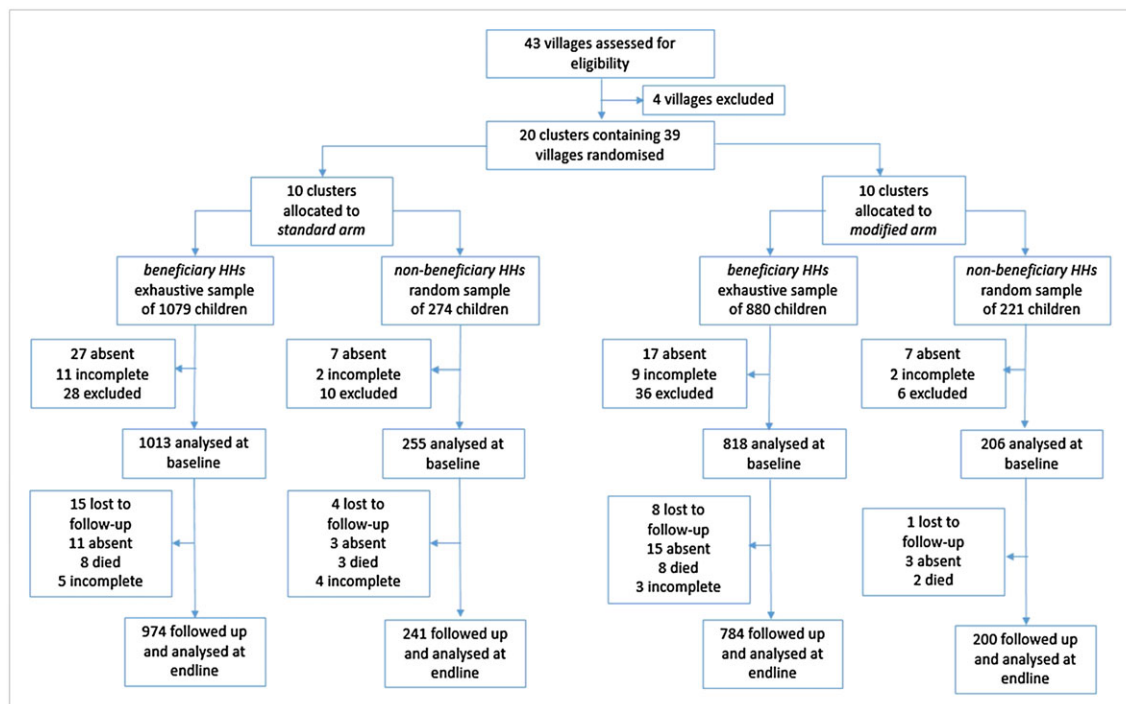 43 villages assessed for
eligibility
4 villages excluded
20 clusters containing 39
villages randomised
10 clusters
allocated to
standard arm
10 clusters
allocated to
modified arm
beneficiary HHs
exhaustive sample
of 1079 children
non-beneficiary HHs
random sample
of 274 children
beneficiary HHs
exhaustive sample
of 880 children
non-beneficiary HHs
random sample
of 221 children
27 absent
11 incomplete
28 excluded
7 absent
2 incomplete
10 excluded
17 absent
9 incomplete
36 excluded
7 absent
2 incomplete
6 excluded
1013 analysed at
baseline
255 analysed at
baseline
818 analysed at
baseline
206 analysed at
baseline
15 lost to
follow-up
11 absent
8 died
5 incomplete
4 lost to
follow-up
3 absent
3 died
4 incomplete
8 lost to
follow-up
15 absent
8 died
3 incomplete
1 lost to
follow-up
3 absent
2 died
974 followed up
and analysed at
endline
241 followed up
and analysed at
endline
784 followed up
and analysed at
endline
200 followed up
and analysed at
endline